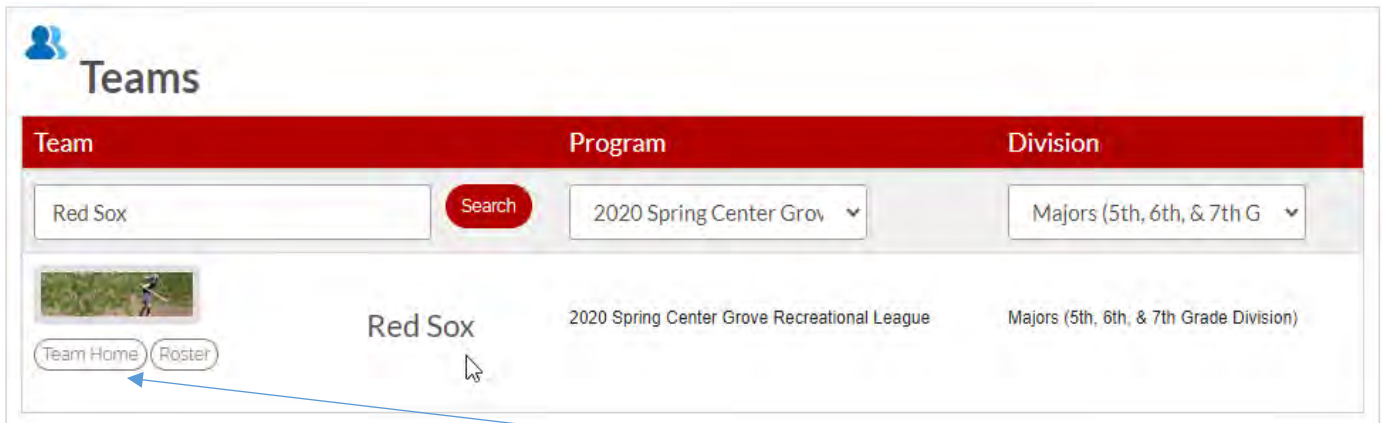 Teams
Team Program Division
Red Sox Search 2020 Spring Center Grov Majors (5th, 6th, & 7th G
Red Sox 2020 Spring Center Grove Recreational League Majors (5th, 6th, & 7th Grade Division)
Team Home Roster